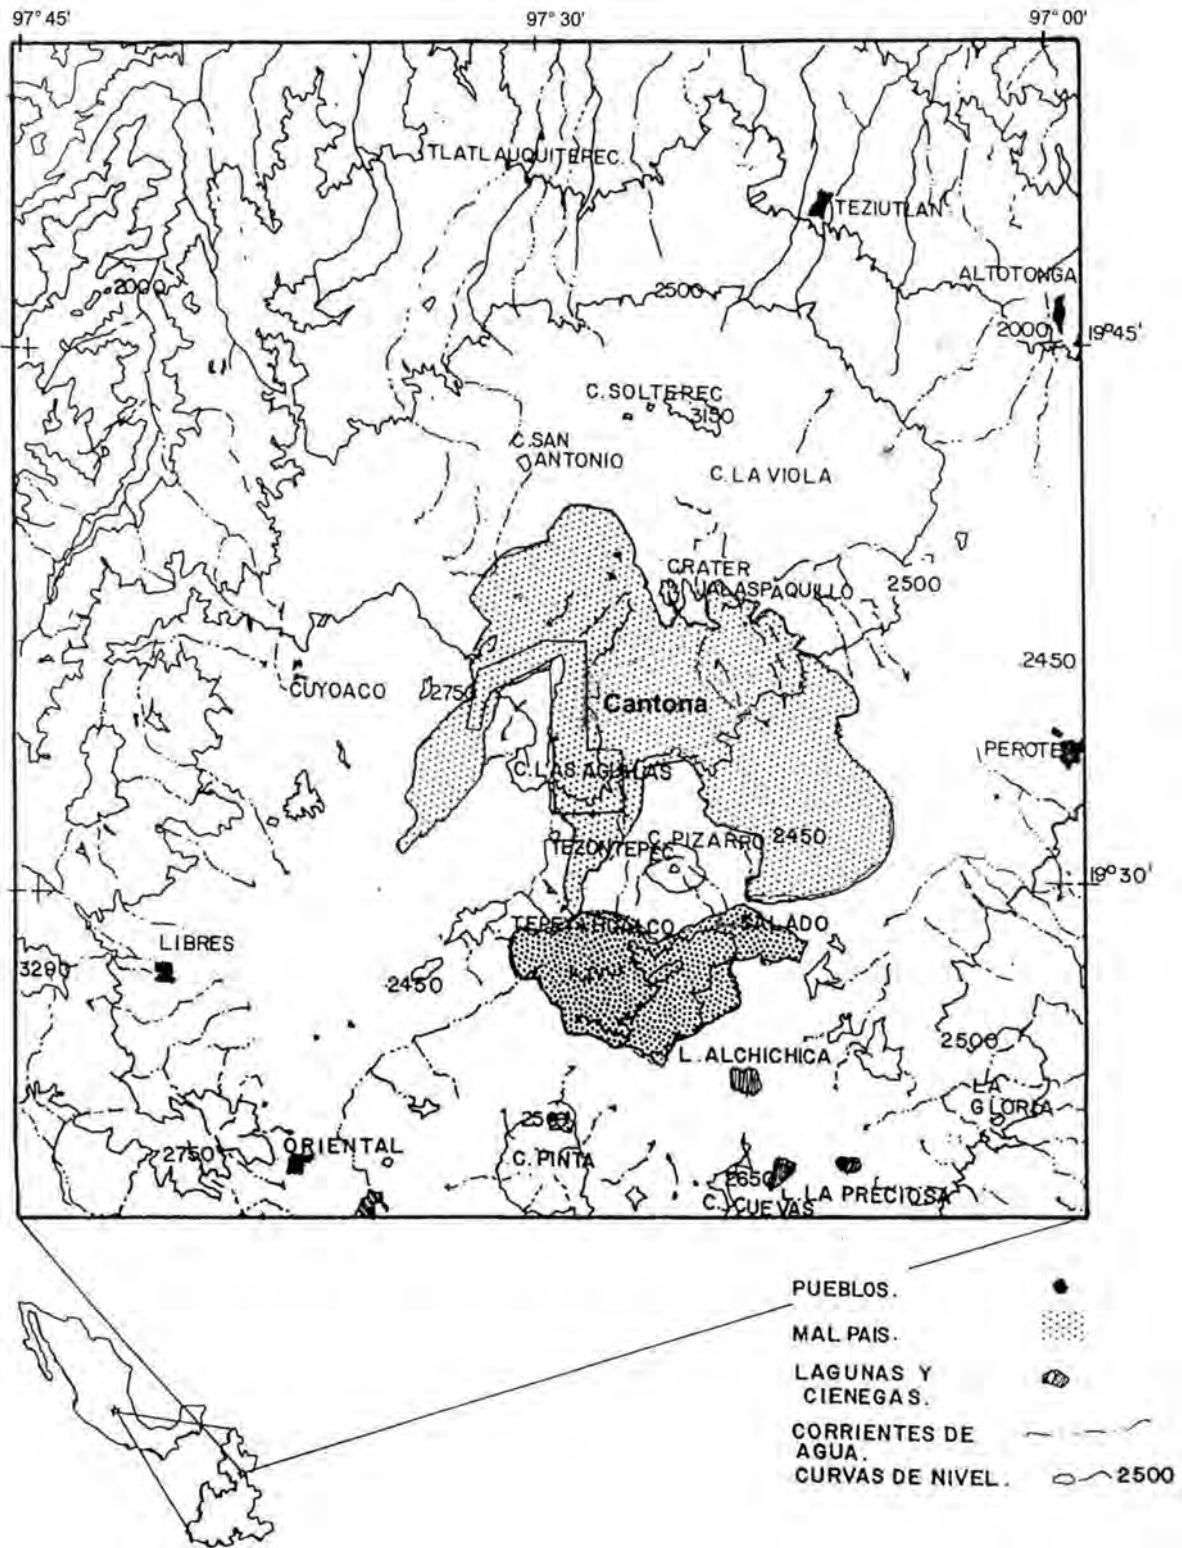 97° 45'
97° 30'
97° 00'
TLATLAUQUITEPEC.
TEZIUTLAN
ALTOTONGA
2000
2500
2000
19° 45'
C. SOLTEPEC
3150
C. SAN
ANTONIO
C. LA VIOLA
CRATER
JALASPAQUILLO
2500
2450
CUYOACO
2750
Cantona
PEROTE
C. LAS AGUILAS
C. PIZARRO
2450
TEZONTEPEC
19° 30'
TEPEYAHUALCO
SALADO
LIBRES
3290
2450
2500
L. ALCHICHICA
LA
GLORIA
ORIENTAL
2750
C. PINTA
2650
L. LA PRECIOSA
C. CUEVAS
PUEBLOS.
MAL PAIS.
LAGUNAS Y
CIENEGAS.
CORRIENTES DE
AGUA.
CURVAS DE NIVEL.
2500